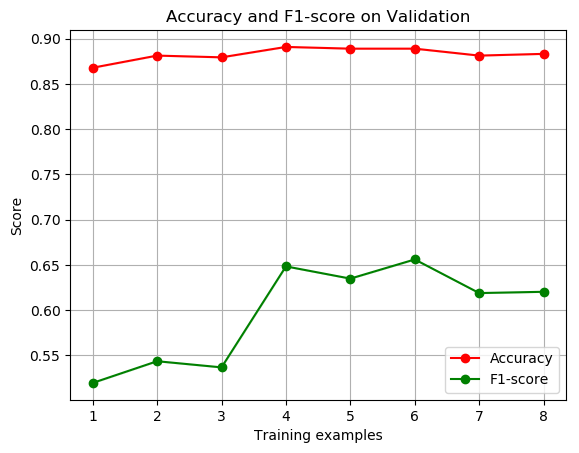 Accuracy and F1-score on Validation
0.90
0.85
0.80
0.75
0.70
0.65
0.60
0.55
Score
1 2 3 4 5 6 7 8
Training examples
Accuracy
F1-score